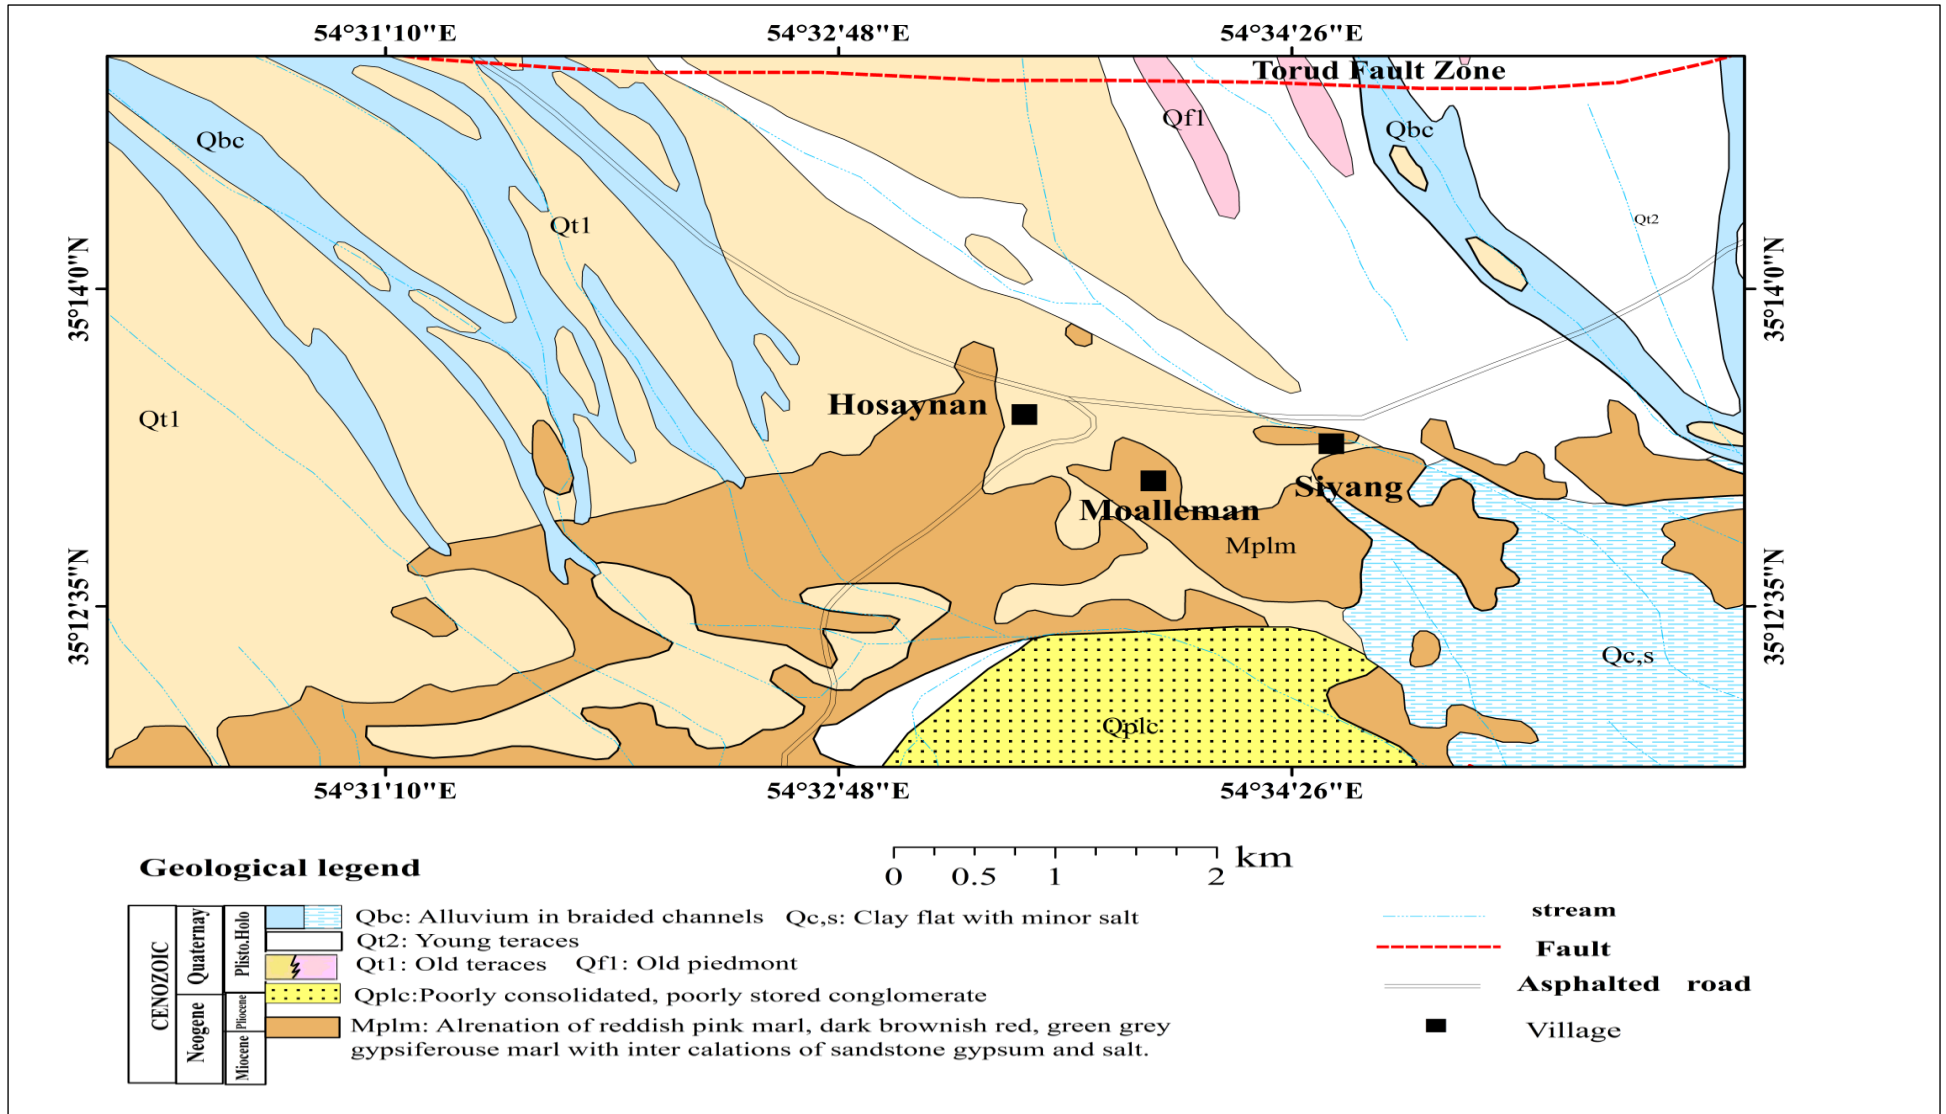 54°31'10"E
54°32'48"E
54°34'26"E
Torud Fault Zone
Qf1
Qbc
Qbc
Qt2
Qt1
35°14'0"N
35°14'0"N
Qt1
Hosaynan
Siyang
Moalleman
Mplm
35°12'35"N
35°12'35"N
Qc,s
Qplc
54°31'10"E
54°32'48"E
54°34'26"E
Geological legend
km
0 0.5 1 2
CENOZOIC
Quaternay
Neogene
Plisto.Holo
Pliocene
Miocene
Qbc: Alluvium in braided channels Qc,s: Clay flat with minor salt
Qt2: Young teraces
Qt1: Old teraces Qf1: Old piedmont
Qplc:Poorly consolidated, poorly stored conglomerate
Mplm: Alrenation of reddish pink marl, dark brownish red, green grey
gypsiferouse marl with inter calations of sandstone gypsum and salt.
stream
Fault
Asphalted road
Village